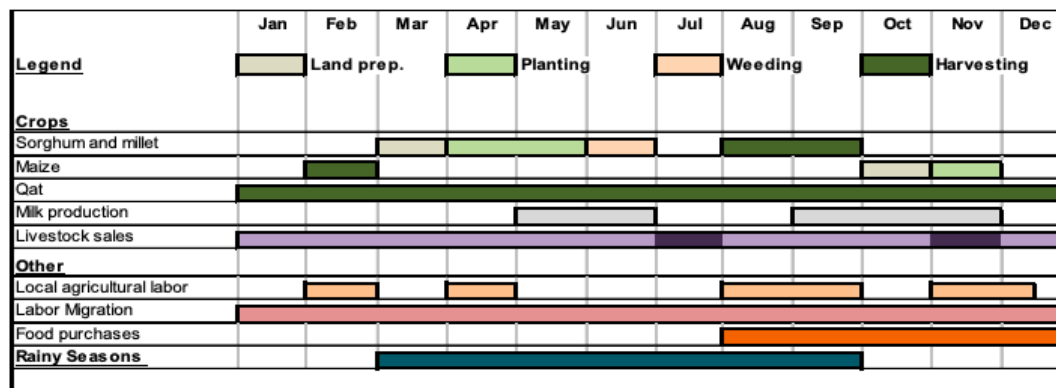 Jan Feb Mar Apr May Jun Jul Aug Sep Oct Nov Dec
Legend Land prep. Planting Weeding Harvesting
Crops
Sorghum and millet
Maize
Qat
Milk production
Livestock sales
Other
Local agricultural labor
Labor Migration
Food purchases
Rainy Seasons